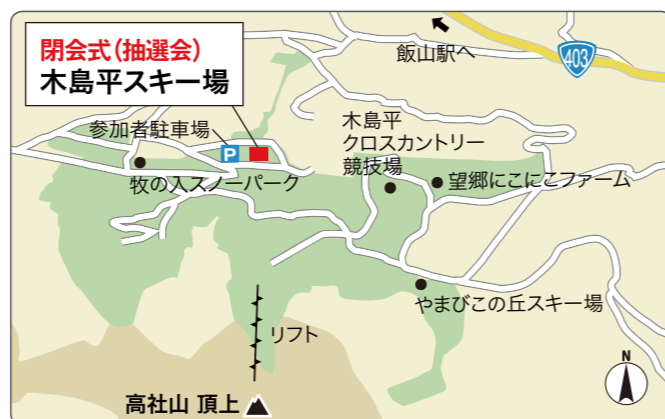 飯山駅へ
403
閉会式(抽選会)
木島平スキー場
参加者駐車場
P
牧の入スノーパーク
木島平
クロスカントリー
競技場
望郷にこにこファーム
やまびこの丘スキー場
リフト
高社山 頂上
N